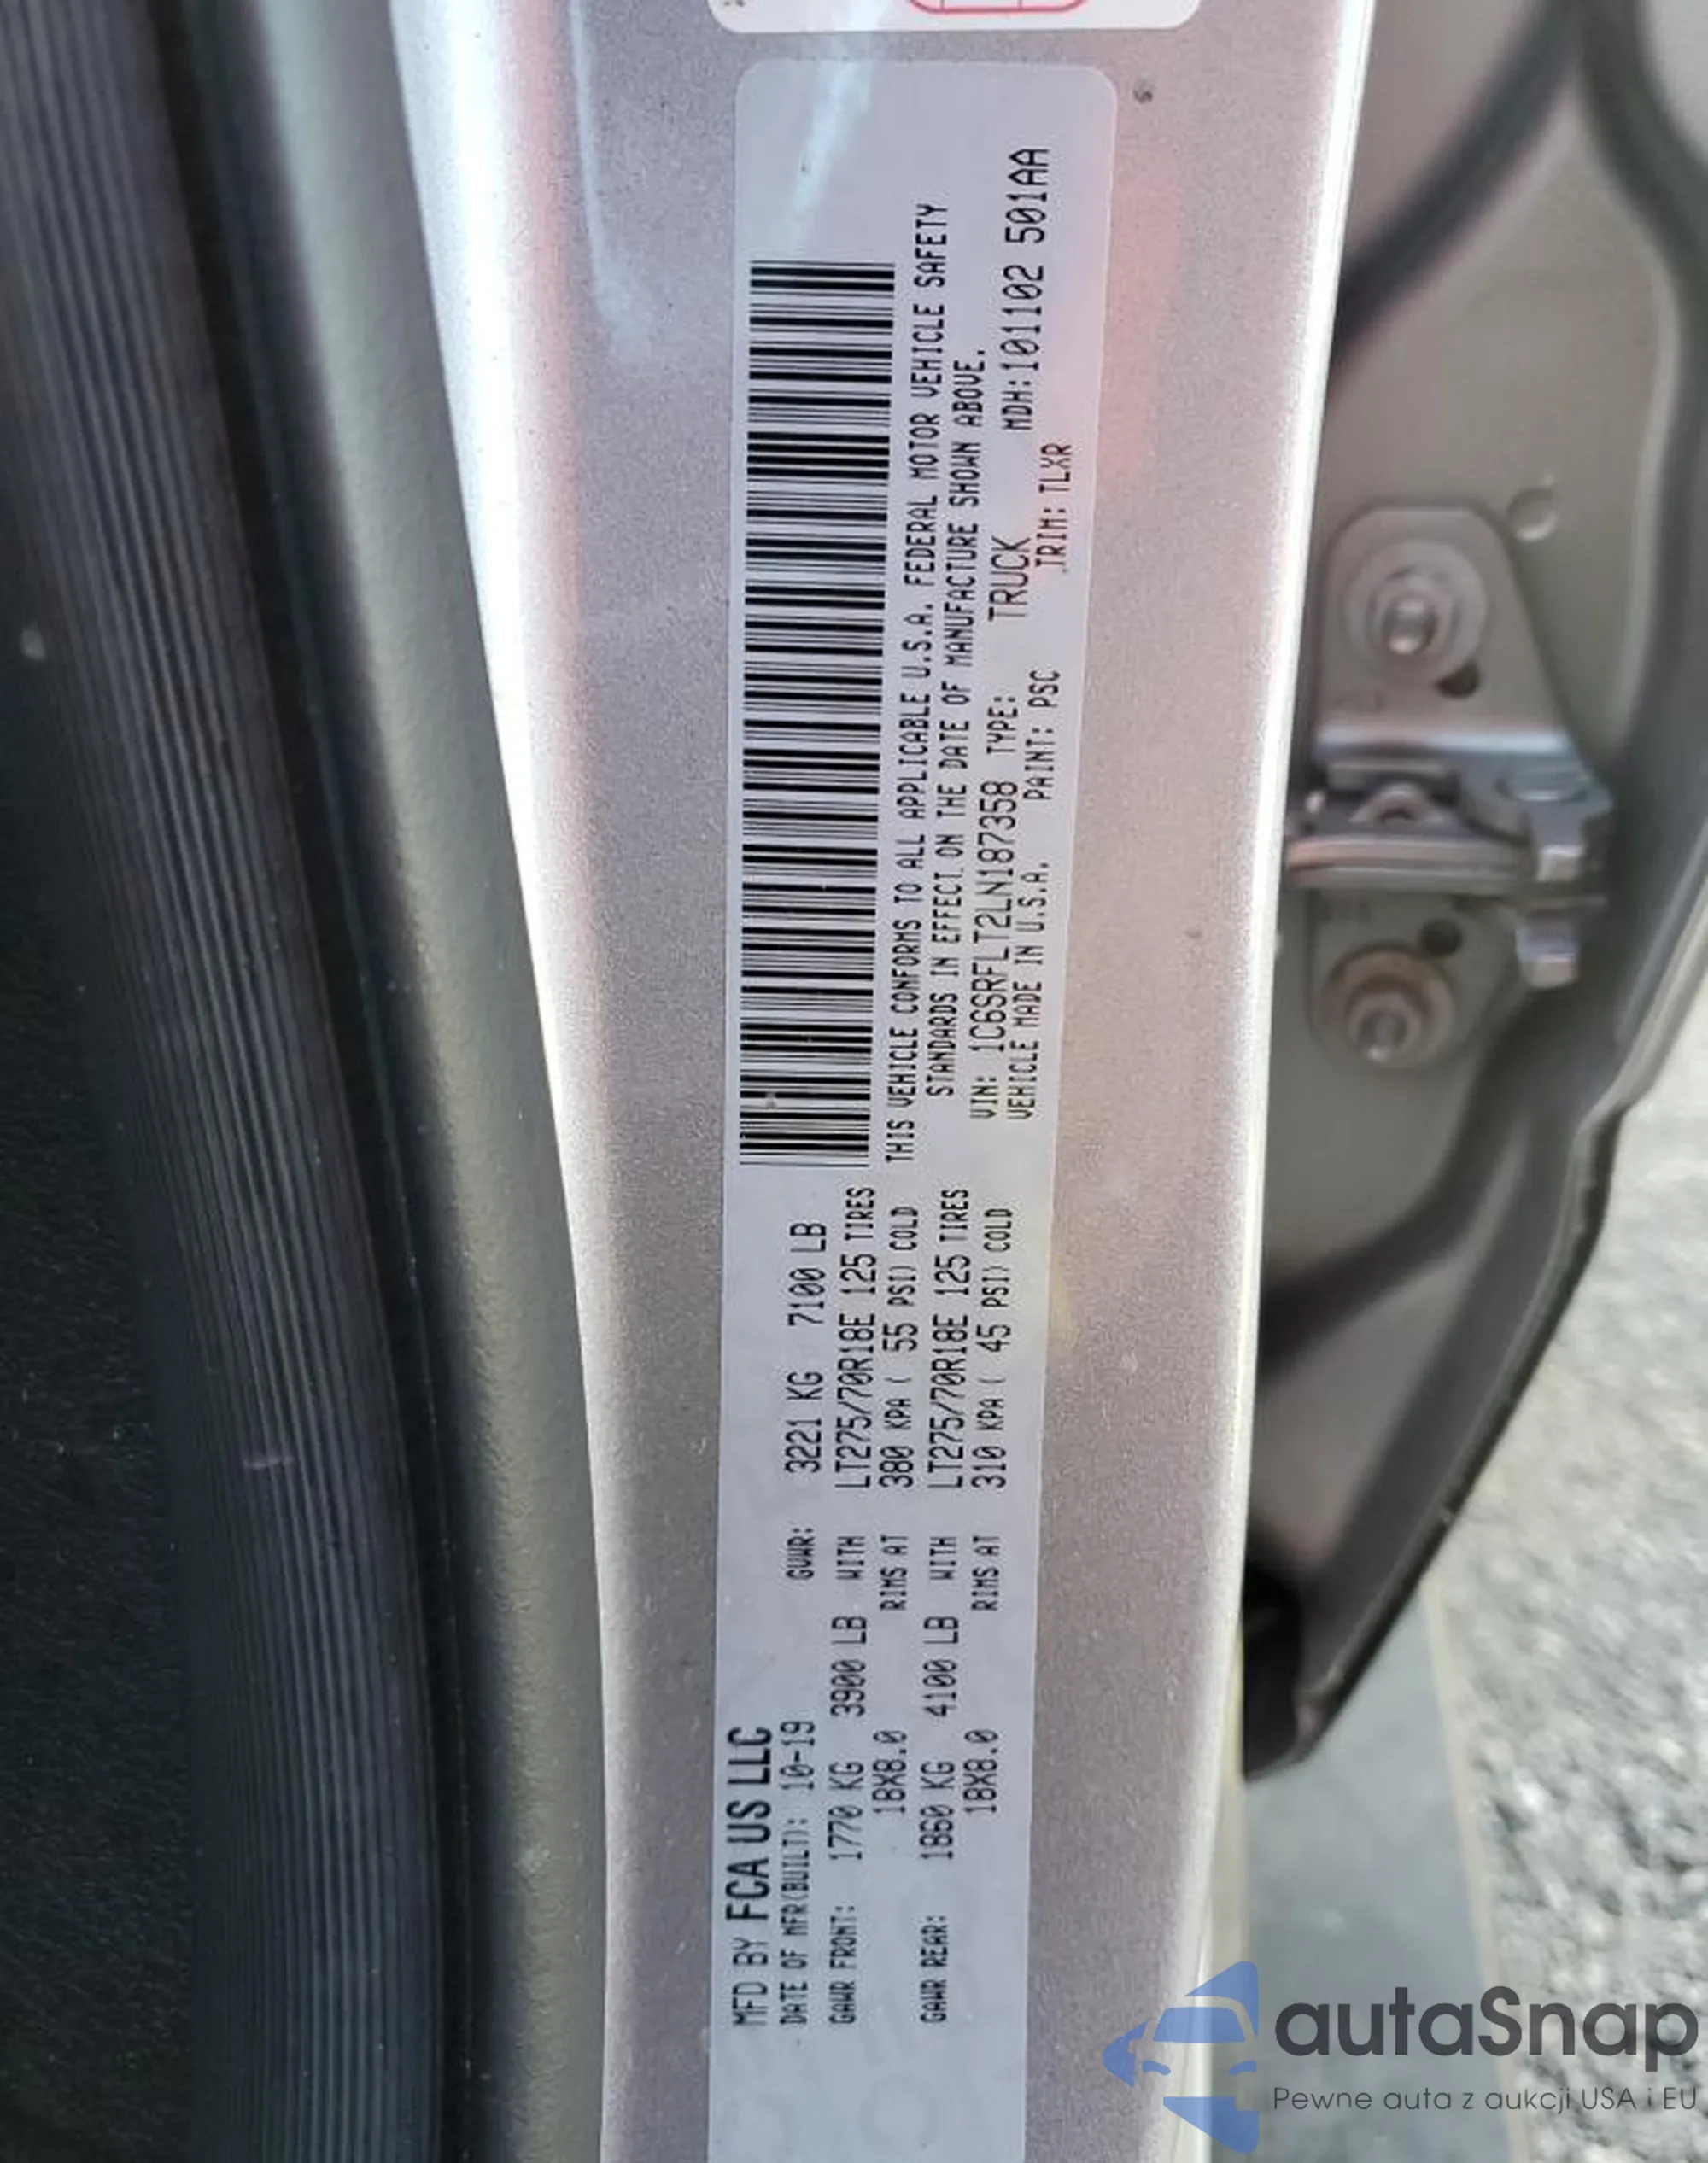 MFD BY FCA US LLC
DATE OF MFR(BUILT): 10-19 GVWR: 3221 KG 7100 LB
GAWR FRONT: 1770 KG 3900 LB WITH LT275/70R18E 125 TIRES
18X8.0 RIMS AT 380 KPA ( 55 PSI) COLD
GAWR REAR: 1860 KG 4100 LB WITH LT275/70R18E 125 TIRES
18X8.0 RIMS AT 310 KPA ( 45 PSI) COLD
THIS VEHICLE CONFORMS TO ALL APPLICABLE U.S.A. FEDERAL MOTOR VEHICLE SAFETY
STANDARDS IN EFFECT ON THE DATE OF MANUFACTURE SHOWN ABOVE.
VIN: 1C6SRFLT2LN187358 TYPE: TRUCK MDH:101102 501AA
VEHICLE MADE IN U.S.A. PAINT: PSC TRIM: TLXR
autaSnap
Pewne auta z aukcji USA i EU